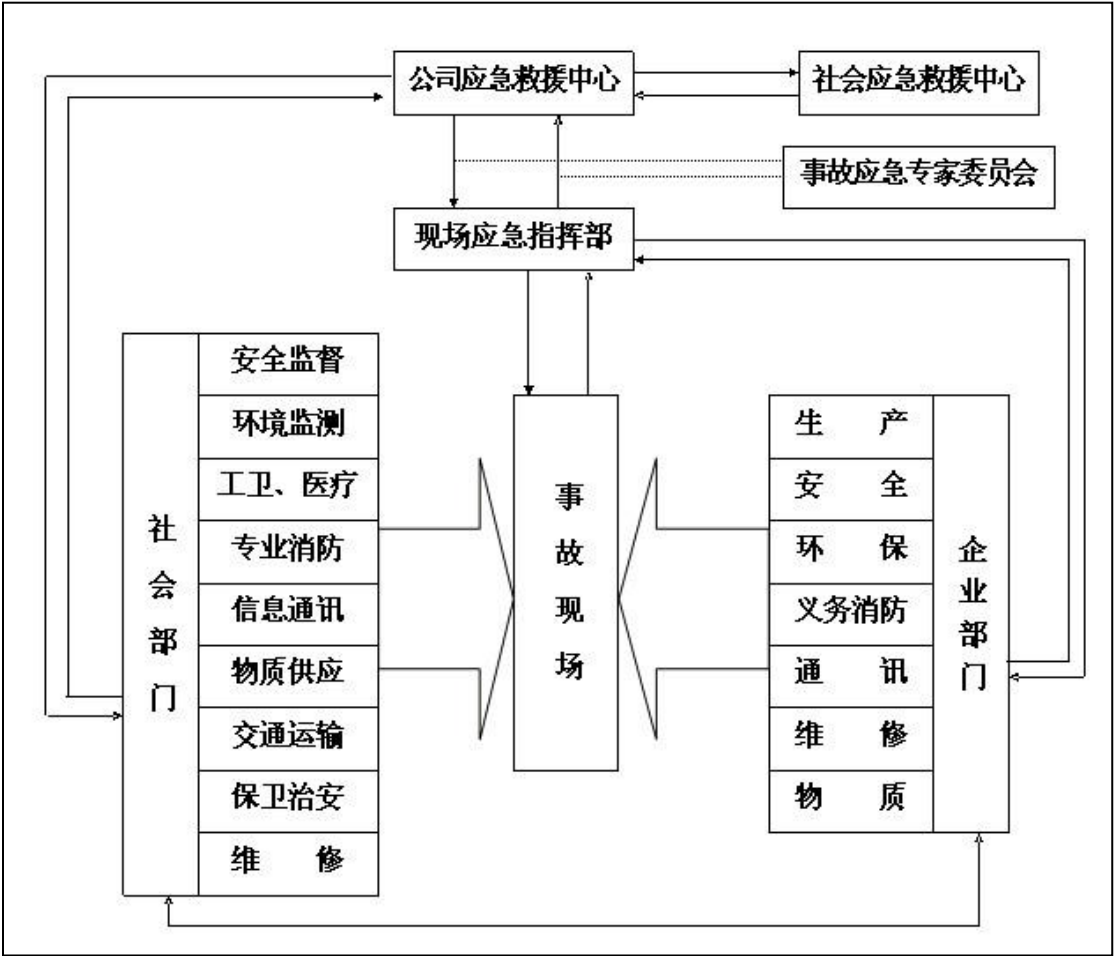 公司应急救援中心
社会应急救援中心
事故应急专家委员会
现场应急指挥部
社会部门
安全监督
环境监测
工卫、医疗
专业消防
信息通讯
物质供应
交通运输
保卫治安
维 修
事故现场
生 产
安 全
环 保
义务消防
通 讯
维 修
物 质
企业部门